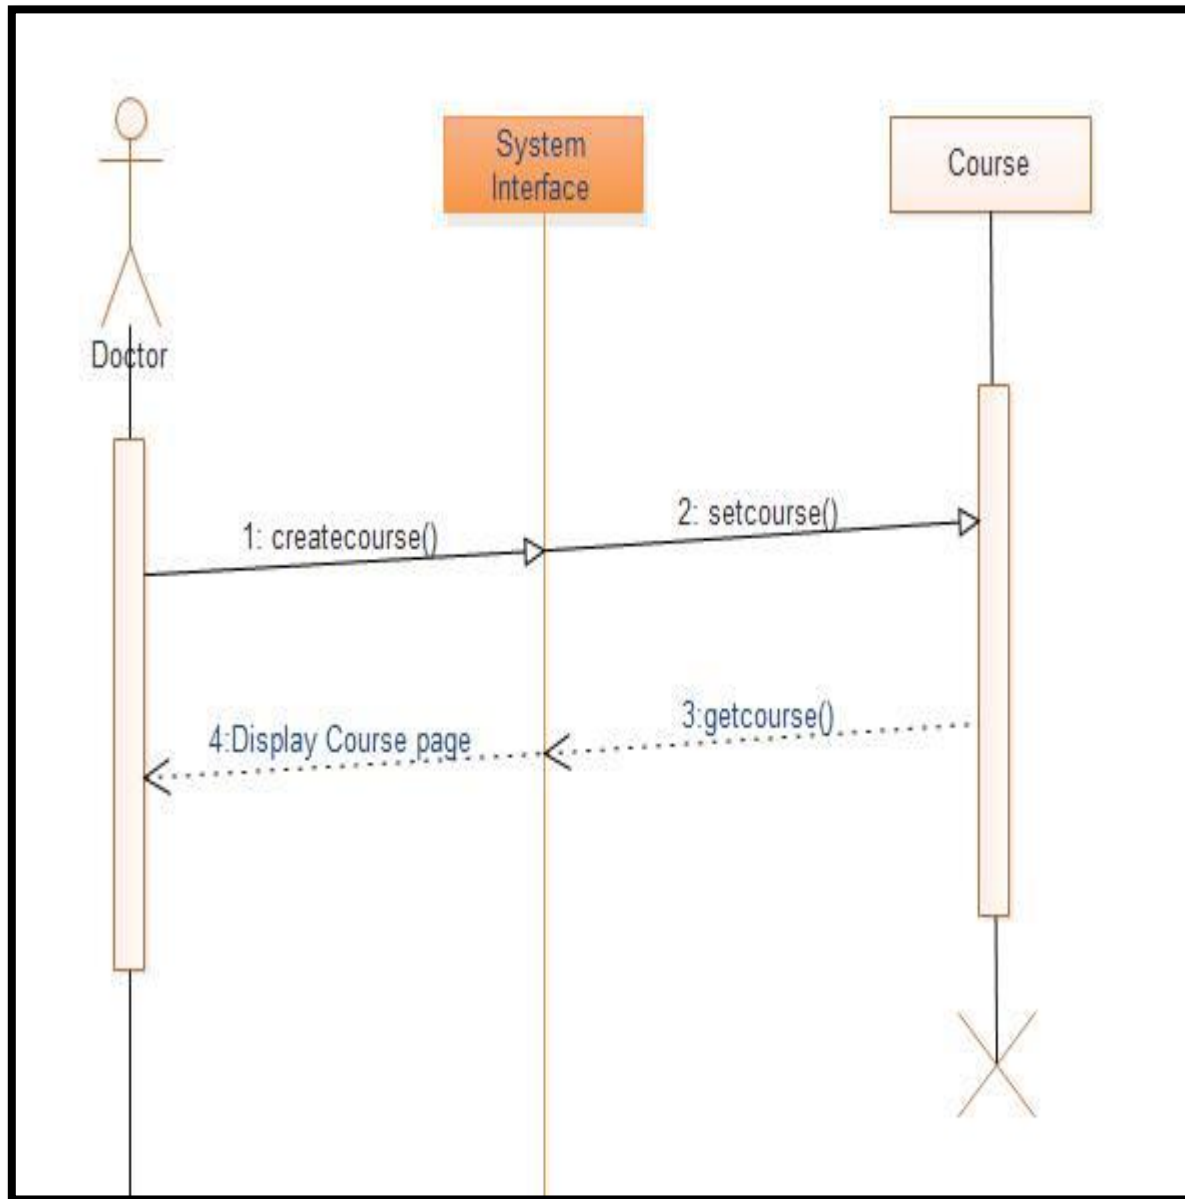 System
Interface
Course
Doctor
1: createcourse()
2: setcourse()
3:getcourse()
4:Display Course page